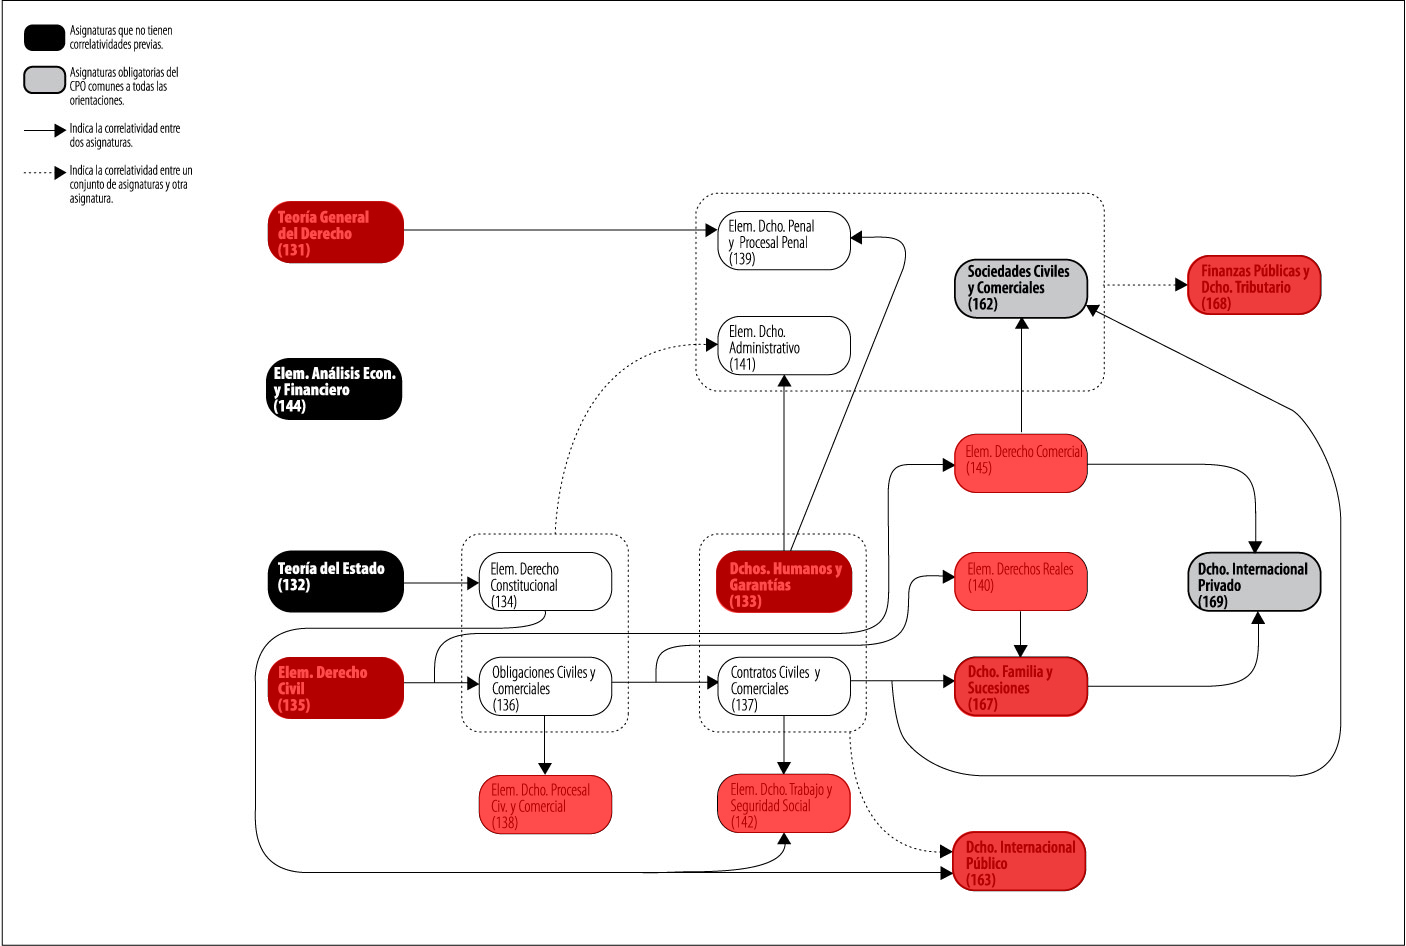 Asignaturas que no tienen
correlatividades previas.
Asignaturas obligatorias del
CPO comunes a todas las
orientaciones.
Indica la correlatividad entre
dos asignaturas.
Indica la correlatividad entre un
conjunto de asignaturas y otra
asignatura.
Teoría General
del Derecho
(131)
Elem. Dcho. Penal
y Procesal Penal
(139)
Sociedades Civiles
y Comerciales
(162)
Finanzas Públicas y
Dcho. Tributario
(168)
Elem. Dcho.
Administrativo
(141)
Elem. Análisis Econ.
y Financiero
(144)
Elem. Derecho Comercial
(145)
Teoría del Estado
(132)
Elem. Derecho
Constitucional
(134)
Dchos. Humanos y
Garantías
(133)
Elem. Derechos Reales
(140)
Dcho. Internacional
Privado
(169)
Elem. Derecho
Civil
(135)
Obligaciones Civiles y
Comerciales
(136)
Contratos Civiles y
Comerciales
(137)
Dcho. Familia y
Sucesiones
(167)
Elem. Dcho. Procesal
Civ. y Comercial
(138)
Elem. Dcho. Trabajo y
Seguridad Social
(142)
Dcho. Internacional
Público
(163)